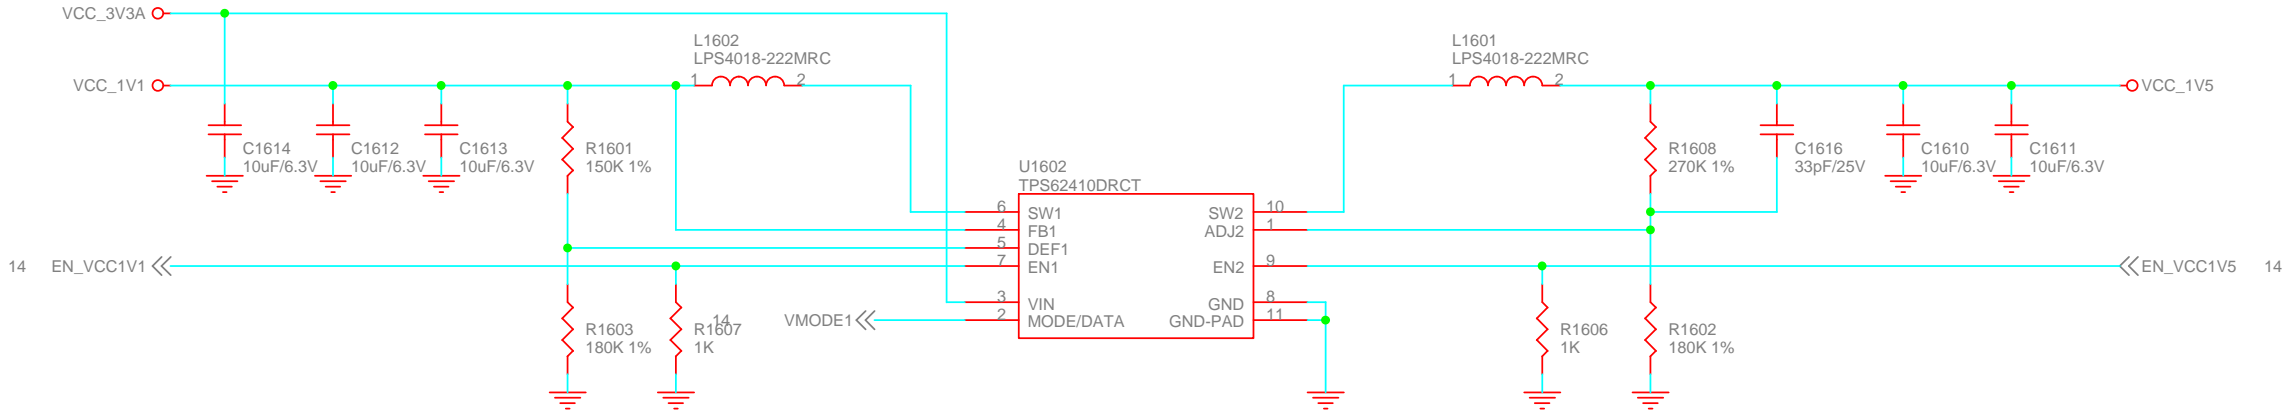 VCC_3V3A
L1602
LPS4018-222MRC
L1601
LPS4018-222MRC
VCC_1V1
1
2
1
2
VCC_1V5
C1614
10uF/6.3V
C1612
10uF/6.3V
C1613
10uF/6.3V
R1601
150K 1%
R1608
270K 1%
C1616
33pF/25V
C1610
10uF/6.3V
C1611
10uF/6.3V
U1602
TPS62410DRCT
6 SW1
SW2 10
4 FB1
ADJ2 1
5 DEF1
14 EN_VCC1V1
7 EN1
EN2 9
EN_VCC1V5 14
3 VIN
GND 8
14 VMODE1
2 MODE/DATA
GND-PAD 11
R1603
180K 1%
R1607
1K
R1606
1K
R1602
180K 1%